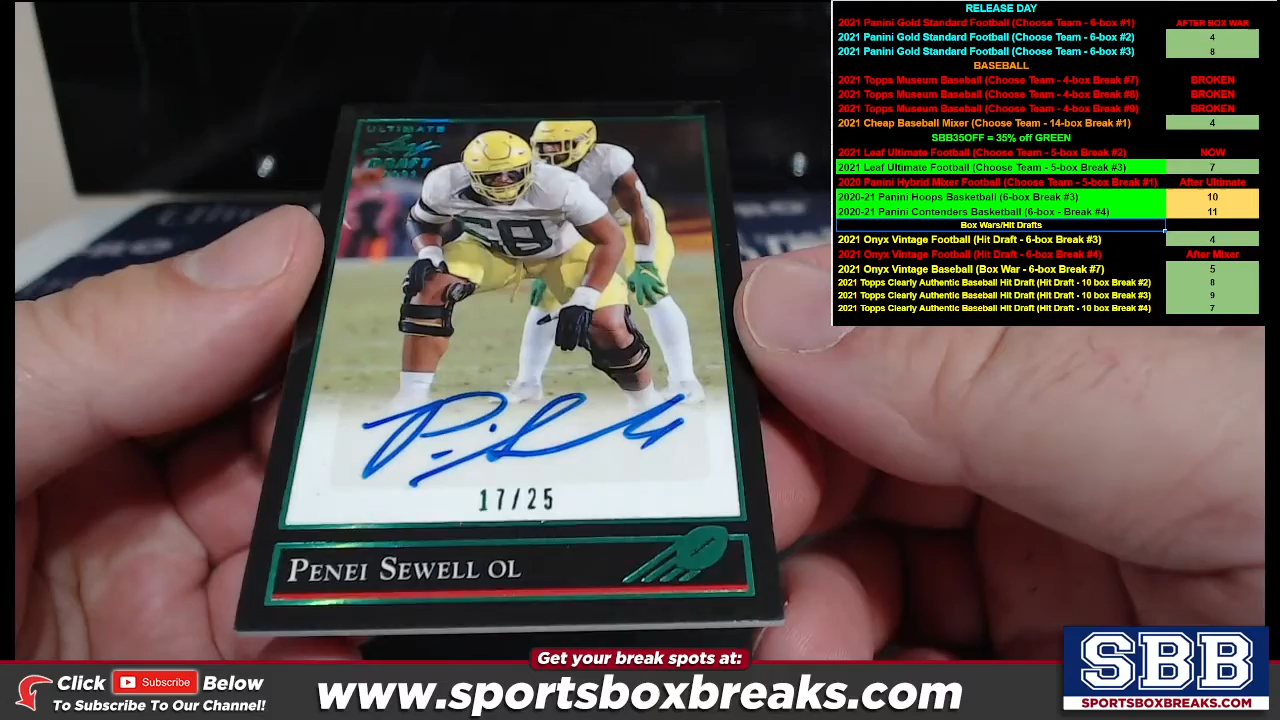 RELEASE DAY
2021 Panini Gold Standard Football (Choose Team - 6-box #1) AFTER BOX WAR
2021 Panini Gold Standard Football (Choose Team - 6-box #2) 4
2021 Panini Gold Standard Football (Choose Team - 6-box #3) 8
BASEBALL
2021 Topps Museum Baseball (Choose Team - 4-box Break #7) BROKEN
2021 Topps Museum Baseball (Choose Team - 4-box Break #8) BROKEN
2021 Topps Museum Baseball (Choose Team - 4-box Break #9) BROKEN
2021 Cheap Baseball Mixer (Choose Team - 14-box Break #1) 4
SBB35OFF = 35% off GREEN
2021 Leaf Ultimate Football (Choose Team - 5-box Break #2) NOW
2021 Leaf Ultimate Football (Choose Team - 5-box Break #3) 7
2020 Panini Hybrid Mixer Football (Choose Team - 5-box Break #1) After Ultimate
2020-21 Panini Hoops Basketball (6-box Break #3) 10
2020-21 Panini Contenders Basketball (6-box - Break #4) 11
Box Wars/Hit Drafts
2021 Onyx Vintage Football (Hit Draft - 6-box Break #3) 4
2021 Onyx Vintage Football (Hit Draft - 6-box Break #4) After Mixer
2021 Onyx Vintage Baseball (Box War - 6-box Break #7) 5
2021 Topps Clearly Authentic Baseball Hit Draft (Hit Draft - 10 box Break #2) 8
2021 Topps Clearly Authentic Baseball Hit Draft (Hit Draft - 10 box Break #3) 9
2021 Topps Clearly Authentic Baseball Hit Draft (Hit Draft - 10 box Break #4) 7
ULTIMATE
Leaf
DRAFT
58
17/25
PENEI SEWELL OL
Get your break spots at:
Click Subscribe Below
To Subscribe To Our Channel!
www.sportsboxbreaks.com
SBB
SPORTSBOXBREAKS.COM